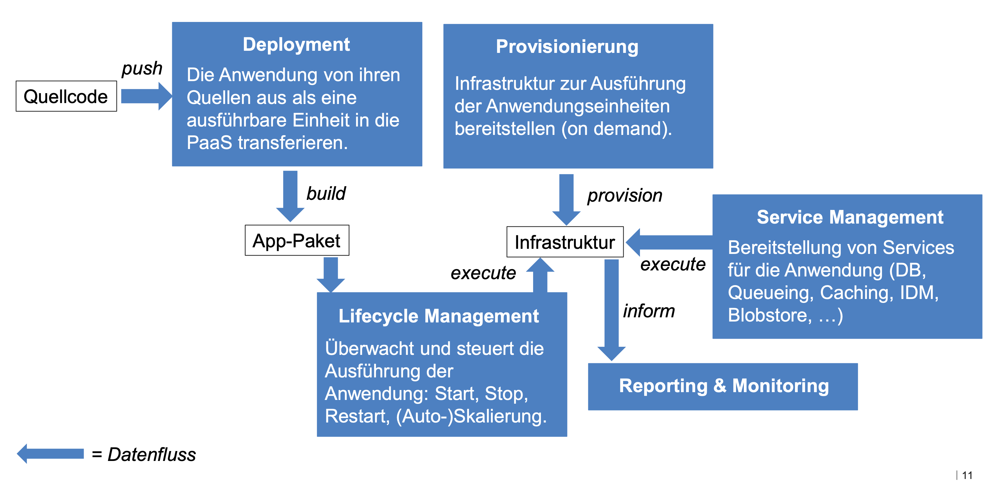 Deployment
Die Anwendung von ihren
Quellen aus als eine
ausführbare Einheit in die
PaaS transferieren.
push
Quellcode
Provisionierung
Infrastruktur zur Ausführung
der Anwendungseinheiten
bereitstellen (on demand).
build
provision
App-Paket
Infrastruktur
Service Management
Bereitstellung von Services
für die Anwendung (DB,
Queueing, Caching, IDM,
Blobstore, …)
execute
execute
Lifecycle Management
Überwacht und steuert die
Ausführung der
Anwendung: Start, Stop,
Restart, (Auto-)Skalierung.
inform
Reporting & Monitoring
= Datenfluss
| 11